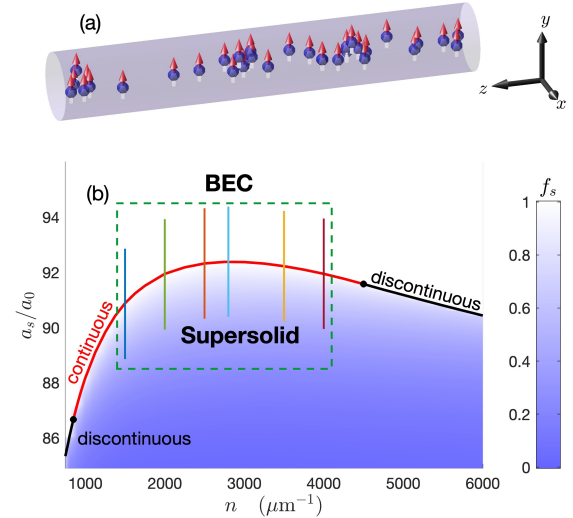 (a)
y
z
x
(b)
BEC
f_s
94
92
90
88
86
a_s/a_0
continuous
discontinuous
Supersolid
discontinuous
1
0.8
0.6
0.4
0.2
0
1000 2000 3000 4000 5000 6000
n (μm⁻¹)